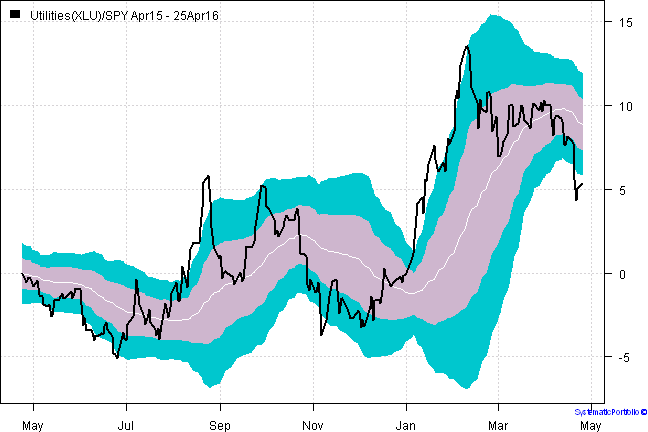 Utilities(XLU)/SPY Apr15 - 25Apr16
15
10
5
0
-5
SystematicPortfolio ©
May Jul Sep Nov Jan Mar May